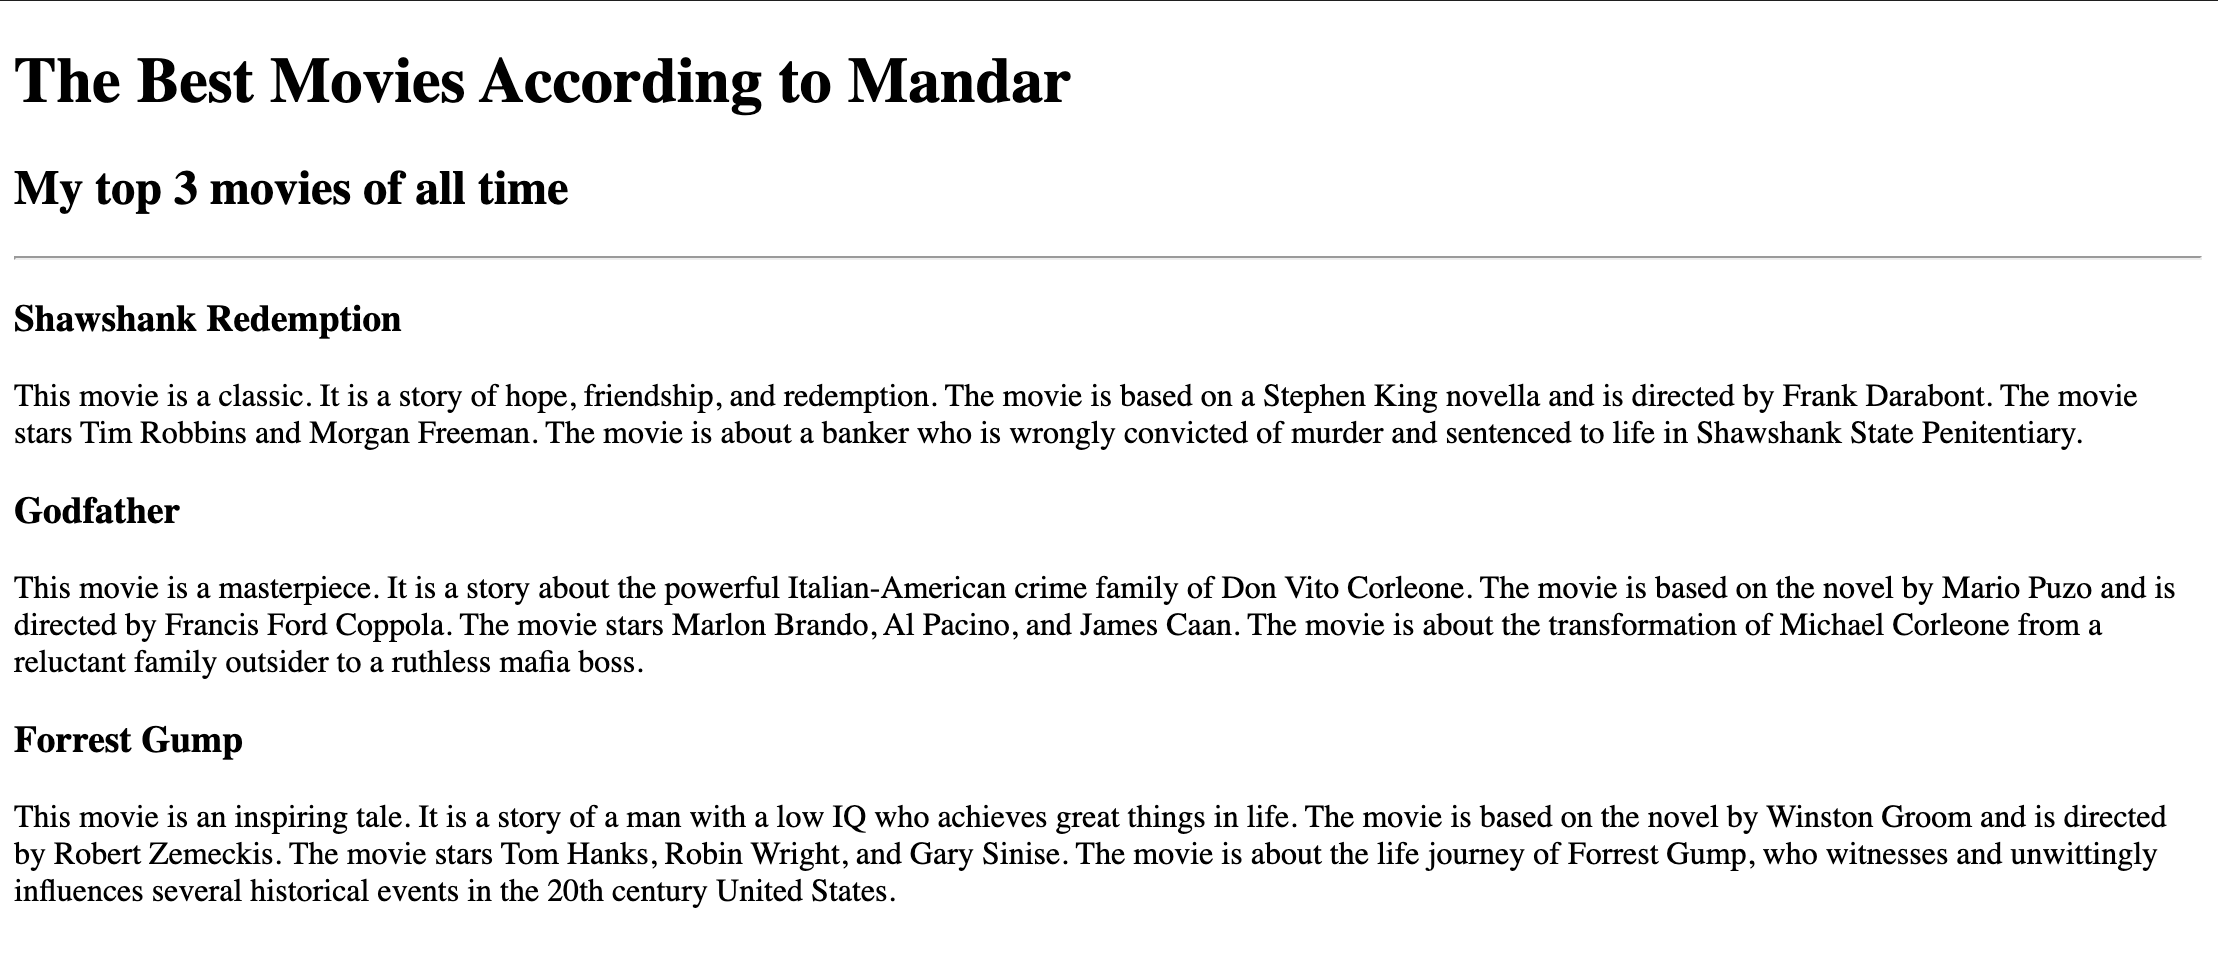 The Best Movies According to Mandar
My top 3 movies of all time
Shawshank Redemption
This movie is a classic. It is a story of hope, friendship, and redemption. The movie is based on a Stephen King novella and is directed by Frank Darabont. The movie
stars Tim Robbins and Morgan Freeman. The movie is about a banker who is wrongly convicted of murder and sentenced to life in Shawshank State Penitentiary.
Godfather
This movie is a masterpiece. It is a story about the powerful Italian-American crime family of Don Vito Corleone. The movie is based on the novel by Mario Puzo and is
directed by Francis Ford Coppola. The movie stars Marlon Brando, Al Pacino, and James Caan. The movie is about the transformation of Michael Corleone from a
reluctant family outsider to a ruthless mafia boss.
Forrest Gump
This movie is an inspiring tale. It is a story of a man with a low IQ who achieves great things in life. The movie is based on the novel by Winston Groom and is directed
by Robert Zemeckis. The movie stars Tom Hanks, Robin Wright, and Gary Sinise. The movie is about the life journey of Forrest Gump, who witnesses and unwittingly
influences several historical events in the 20th century United States.